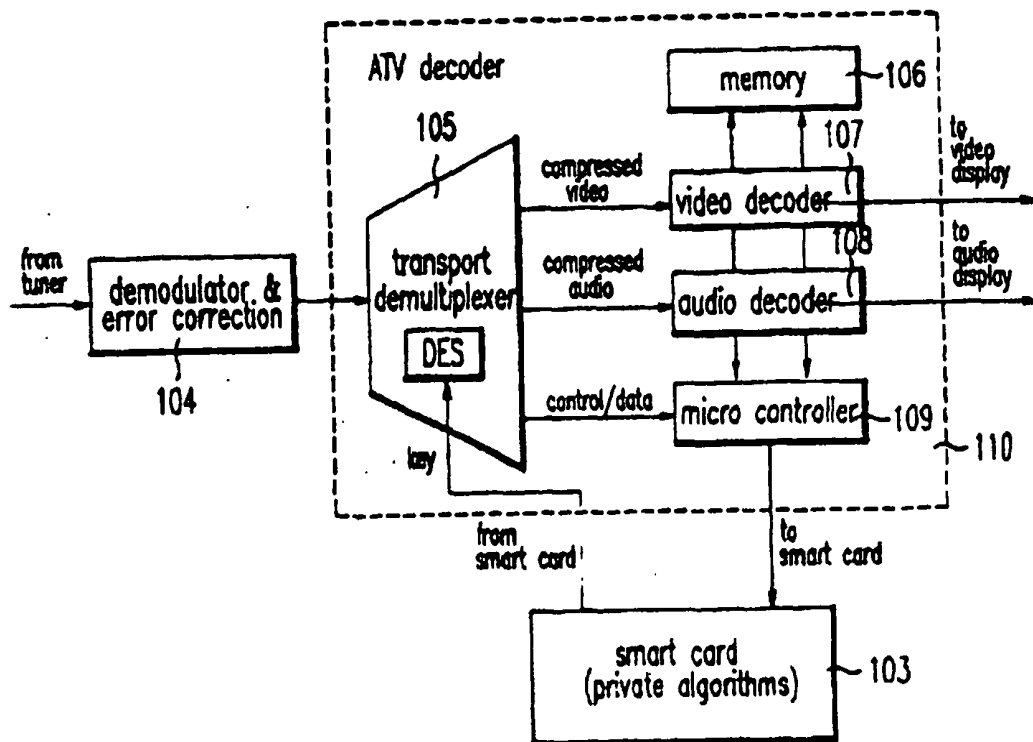 ATV decoder
memory
106
105
107
to
video
display
compressed
video
video decoder
108
to
audio
display
from
tuner
demodulator &
error correction
104
transport
demultiplexer
compressed
audio
audio decoder
DES
control/data
micro controller
109
110
key
from
smart card
to
smart card
smart card
(private algorithms)
103